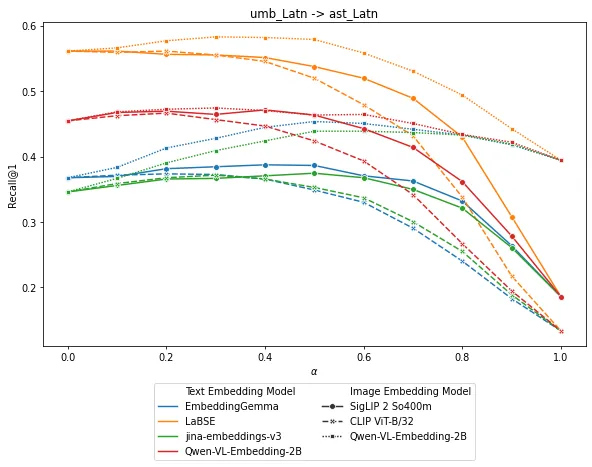 umb_Latn -> ast_Latn
0.6
0.5
0.4
0.3
0.2
Recall@1
0.0 0.2 0.4 0.6 0.8 1.0
α
Text Embedding Model Image Embedding Model
EmbeddingGemma SigLIP 2 So400m
LaBSE CLIP ViT-B/32
jina-embeddings-v3 Qwen-VL-Embedding-2B
Qwen-VL-Embedding-2B